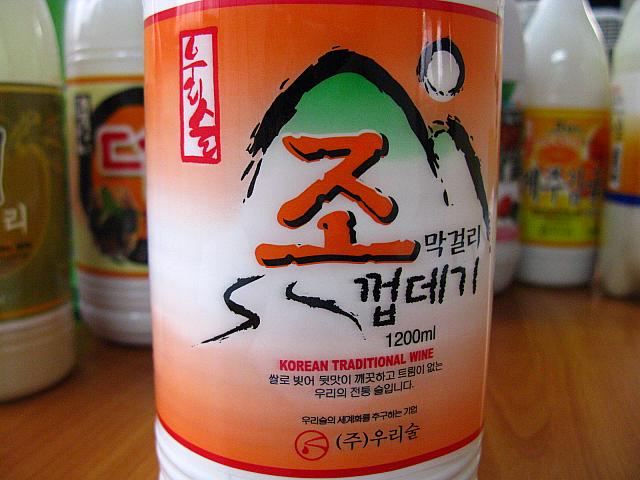 우리술
조
막걸리
껍데기
1200ml
KOREAN TRADITIONAL WINE
쌀로 빚어 뒷맛이 깨끗하고 트림이 없는
우리의 전통 술입니다.
우리술의 세계화를 추구하는 기업
(주)우리술
리